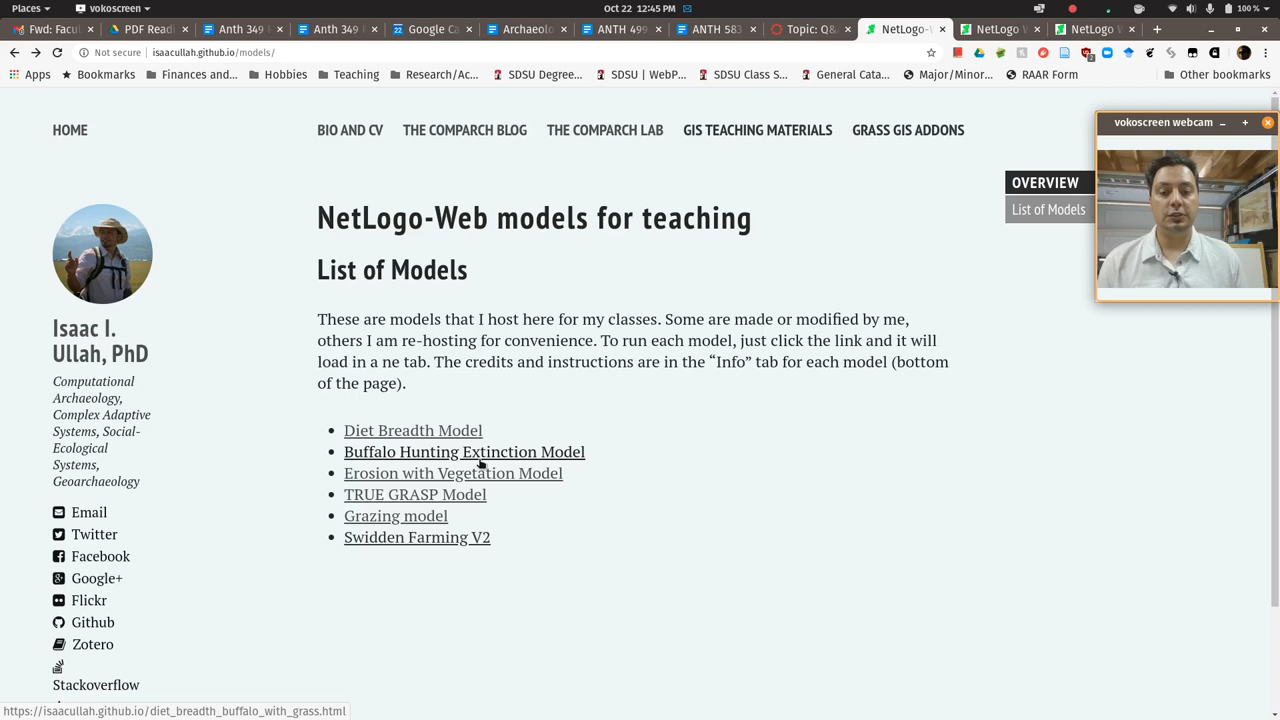 Places
vokoscreen
Oct 22 12:45 PM
100 %
Fwd: Facul
PDF Readi
Anth 349
Anth 349
Google Ca
Archaeolo
ANTH 499
ANTH 583
Topic: Q&
NetLogo-W
NetLogo W
NetLogo W
Not secure
isaacullah.github.io/models/
Apps
Bookmarks
Finances and...
Hobbies
Teaching
Research/Ac...
SDSU Degree...
SDSU | WebP...
SDSU Class S...
General Cata...
Major/Minor...
RAAR Form
Other bookmarks
HOME
BIO AND CV
THE COMPARCH BLOG
THE COMPARCH LAB
GIS TEACHING MATERIALS
GRASS GIS ADDONS
vokoscreen webcam
OVERVIEW
List of Models
Isaac I.
Ullah, PhD
Computational
Archaeology,
Complex Adaptive
Systems, Social-
Ecological
Systems,
Geoarchaeology
Email
Twitter
Facebook
Google+
Flickr
Github
Zotero
Stackoverflow
NetLogo-Web models for teaching
List of Models
These are models that I host here for my classes. Some are made or modified by me,
others I am re-hosting for convenience. To run each model, just click the link and it will
load in a ne tab. The credits and instructions are in the “Info” tab for each model (bottom
of the page).
Diet Breadth Model
Buffalo Hunting Extinction Model
Erosion with Vegetation Model
TRUE GRASP Model
Grazing model
Swidden Farming V2
https://isaacullah.github.io/diet_breadth_buffalo_with_grass.html